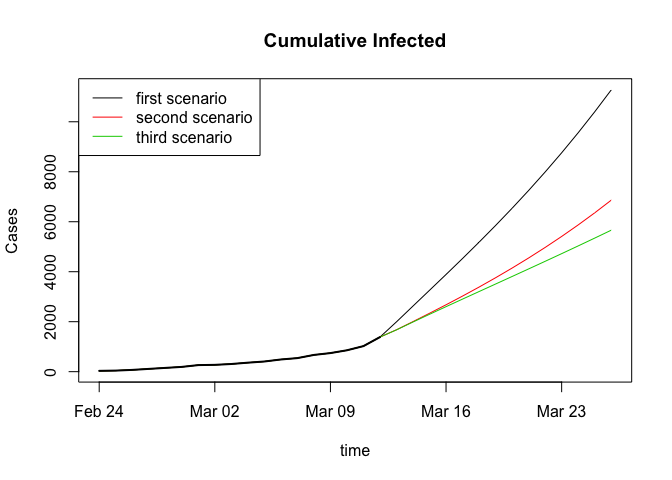 Cumulative Infected
first scenario
second scenario
third scenario
8000
6000
4000
2000
0
Cases
Feb 24 Mar 02 Mar 09 Mar 16 Mar 23
time